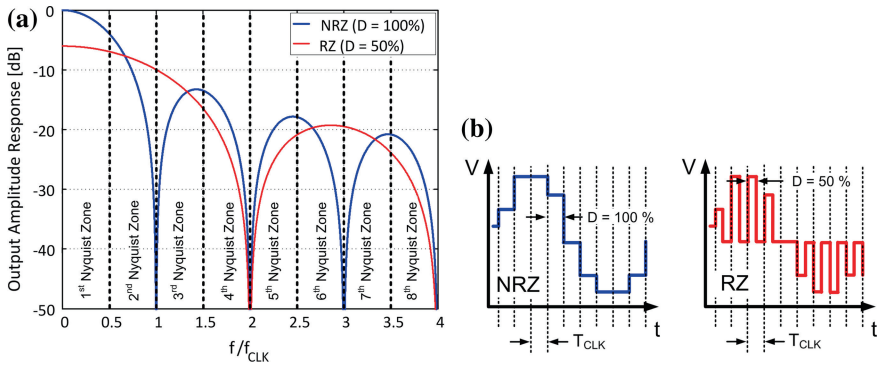 (a)
NRZ (D = 100%)
RZ (D = 50%)
Output Amplitude Response [dB]
0
-10
-20
-30
-40
-50
1st Nyquist Zone
2nd Nyquist Zone
3rd Nyquist Zone
4th Nyquist Zone
5th Nyquist Zone
6th Nyquist Zone
7th Nyquist Zone
8th Nyquist Zone
0 0.5 1 1.5 2 2.5 3 3.5 4
f/fCLK
(b)
V
D = 100 %
NRZ
t
TCLK
V
D = 50 %
RZ
t
TCLK